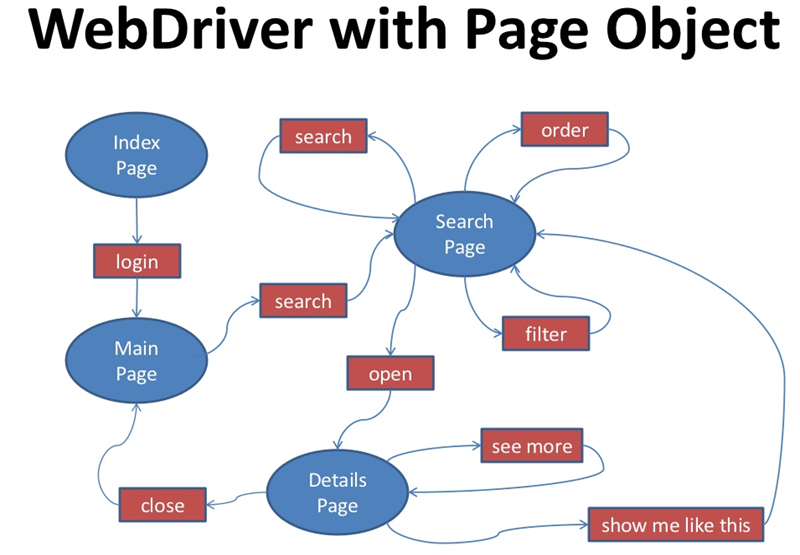 WebDriver with Page Object
Index
Page
search
order
Search
Page
login
search
Main
Page
filter
open
see more
Details
Page
close
show me like this